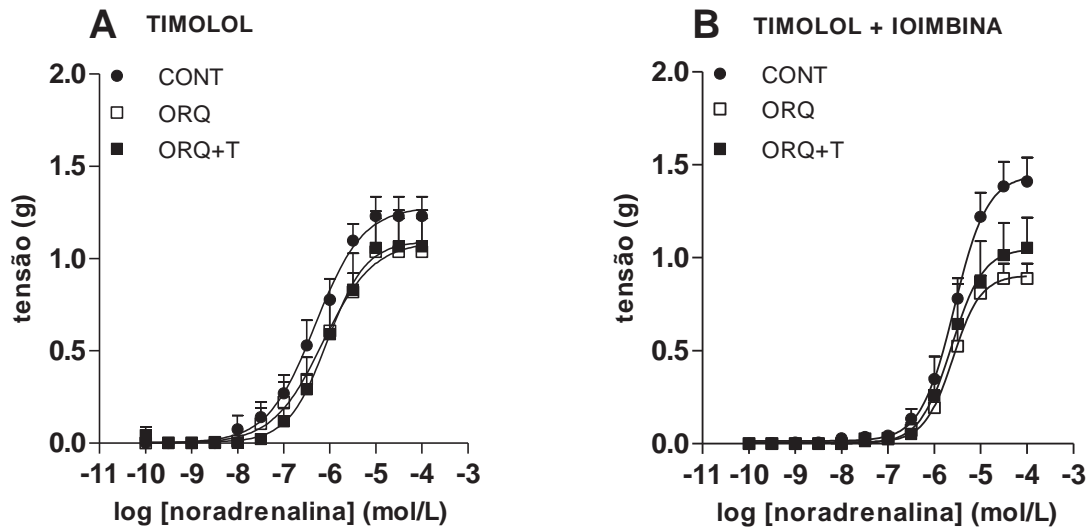 A TIMOLOL
2.0
CONT
ORQ
ORQ+T
1.5
1.0
0.5
0.0
tensão (g)
-11 -10 -9 -8 -7 -6 -5 -4 -3
log [noradrenalina] (mol/L)
B TIMOLOL + IOIMBINA
2.0
CONT
ORQ
ORQ+T
1.5
1.0
0.5
0.0
tensão (g)
-11 -10 -9 -8 -7 -6 -5 -4 -3
log [noradrenalina] (mol/L)